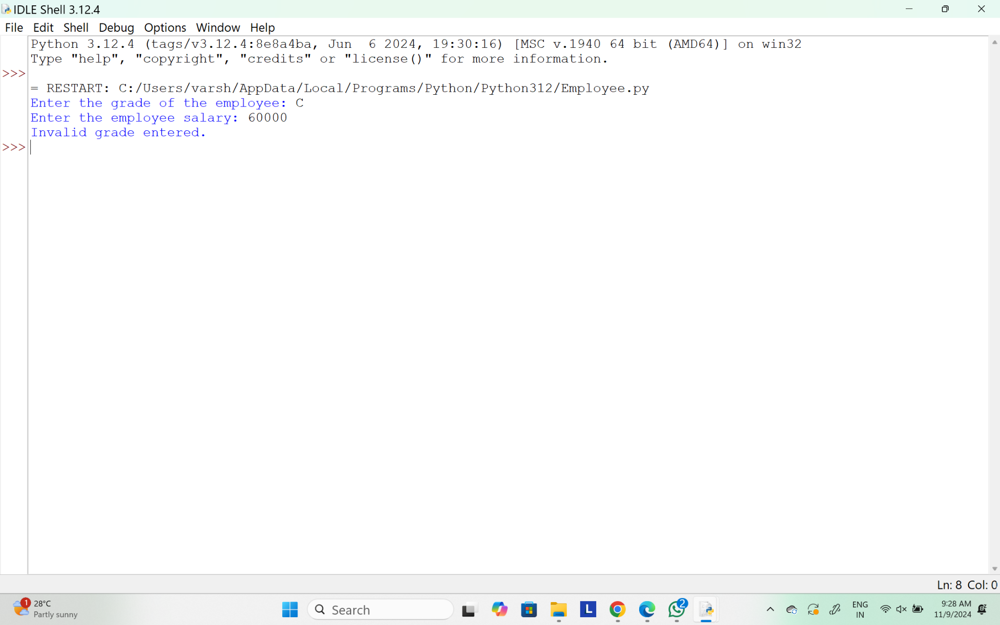 IDLE Shell 3.12.4
File Edit Shell Debug Options Window Help
Python 3.12.4 (tags/v3.12.4:8e8a4ba, Jun  6 2024, 19:30:16) [MSC v.1940 64 bit (AMD64)] on win32
Type "help", "copyright", "credits" or "license()" for more information.
>>>
= RESTART: C:/Users/varsh/AppData/Local/Programs/Python/Python312/Employee.py
Enter the grade of the employee: C
Enter the employee salary: 60000
Invalid grade entered.
>>>
Ln: 8 Col: 0
1
28°C
Partly sunny
Search
L
2
ENG
IN
9:28 AM
11/9/2024